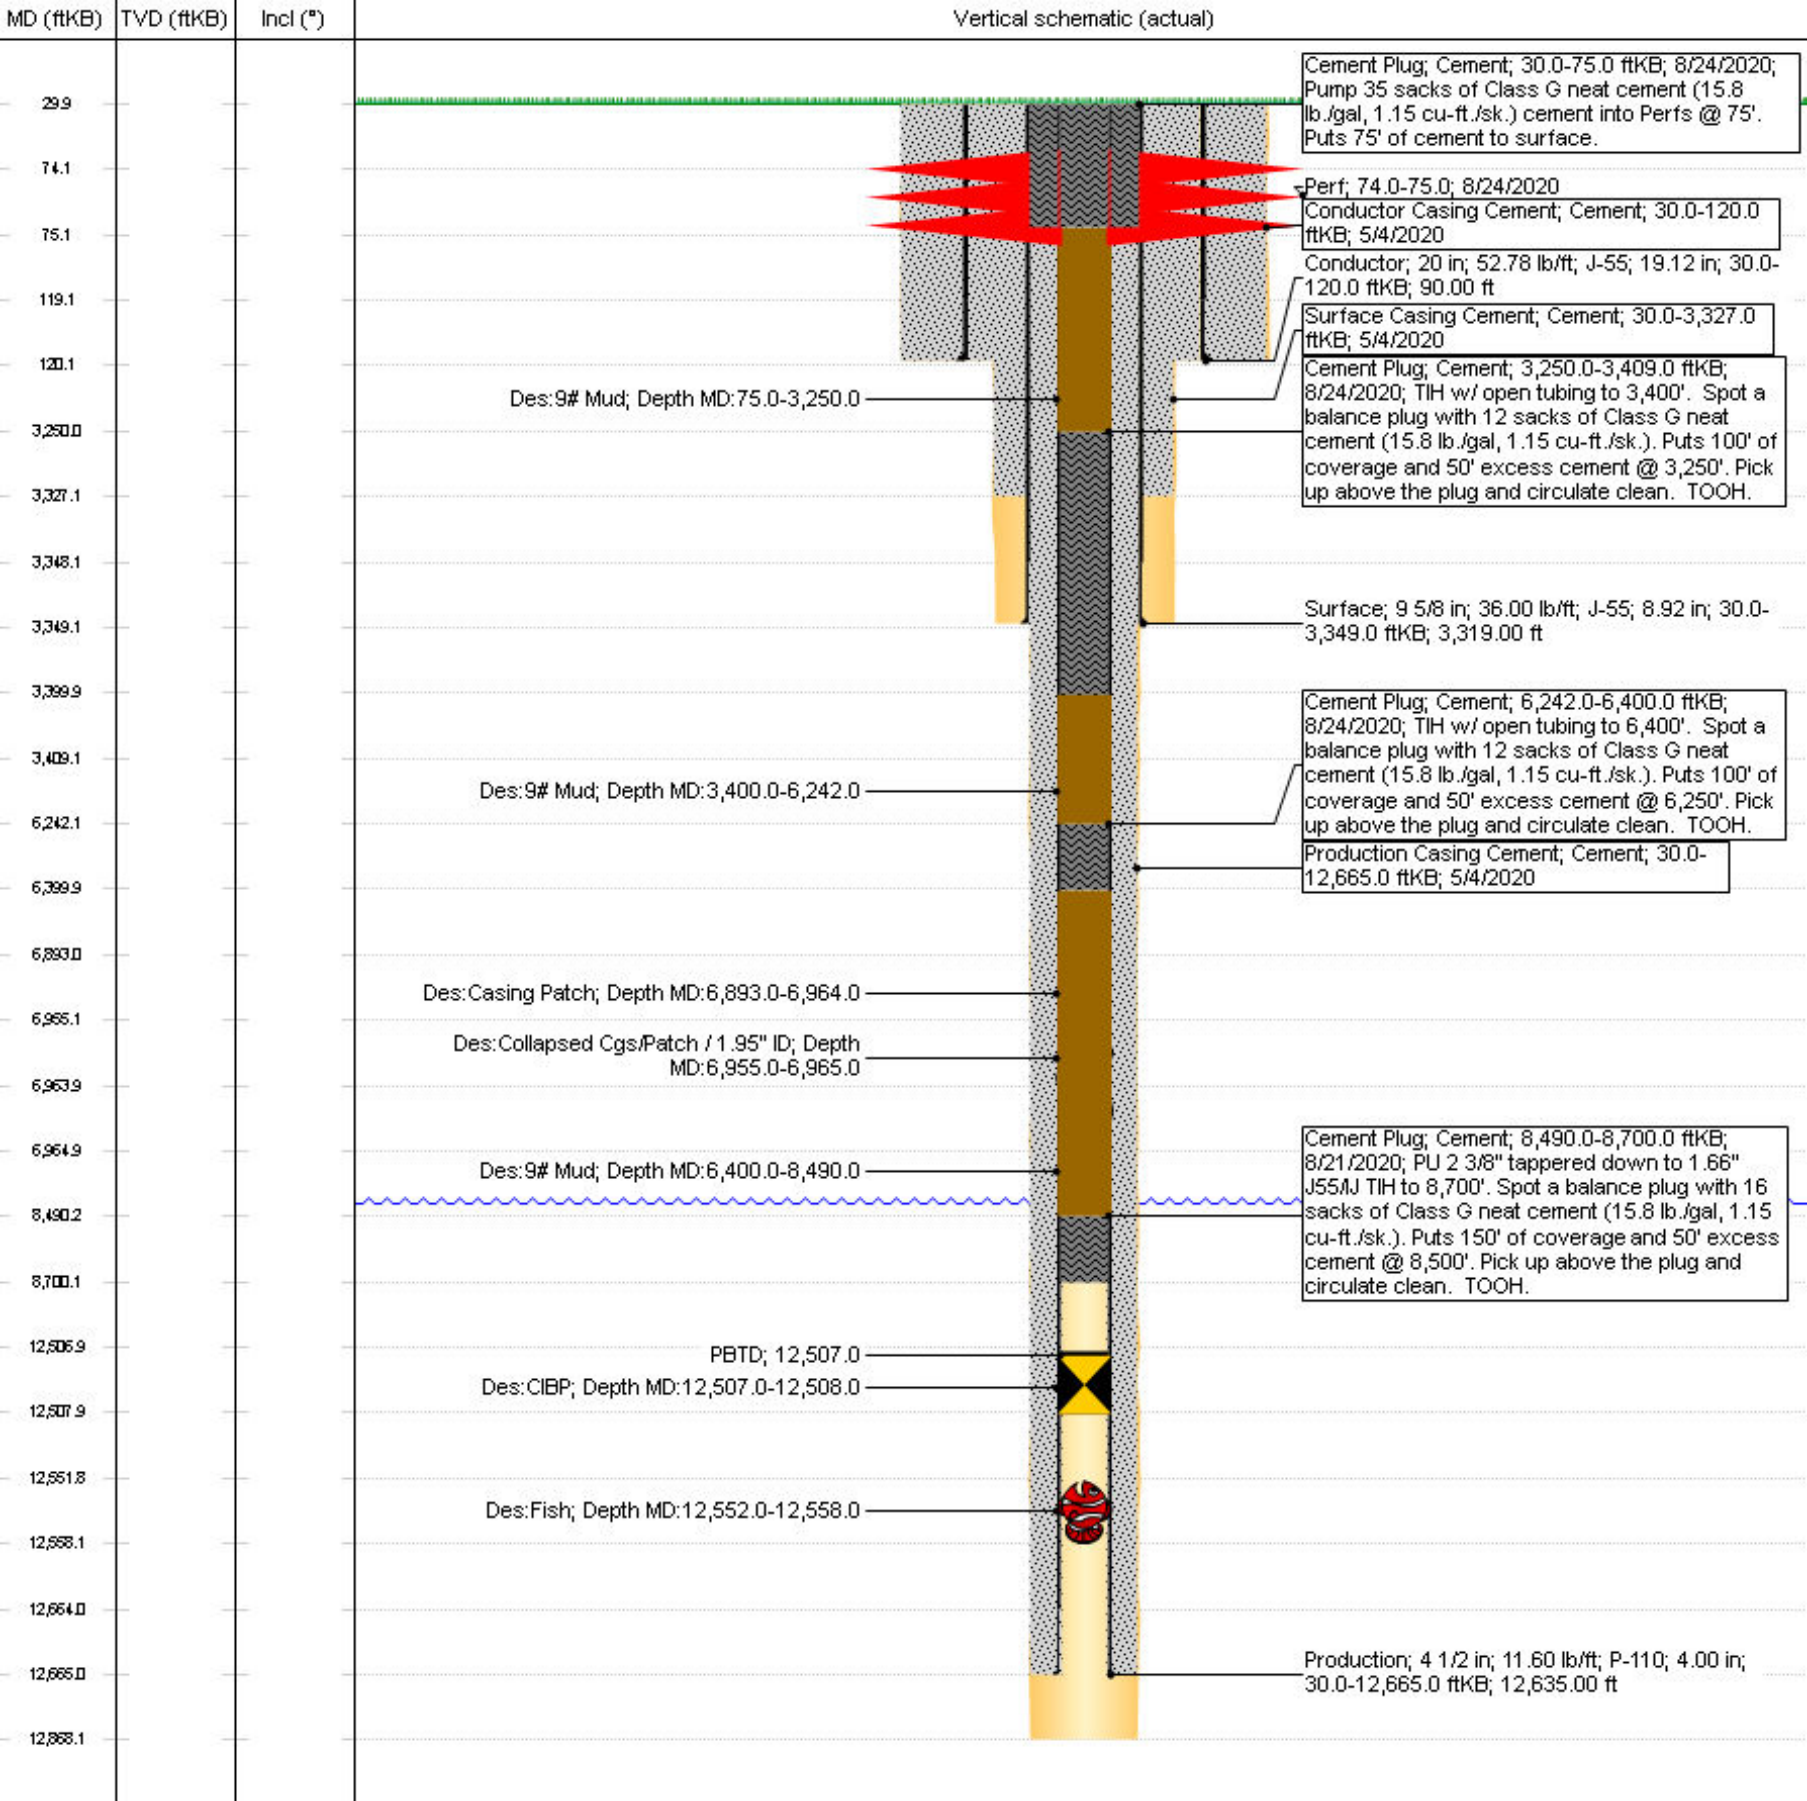 MD (ftKB) TVD (ftKB) Incl (°) Vertical schematic (actual)
29.9
74.1
75.1
119.1
120.1
3,250.0
3,327.1
3,348.1
3,349.1
3,399.9
3,409.1
6,242.1
6,399.9
6,893.0
6,955.1
6,963.9
6,964.9
8,490.2
8,700.1
12,506.9
12,507.9
12,551.8
12,558.1
12,664.0
12,665.0
Des:9# Mud; Depth MD:75.0-3,250.0
Des:9# Mud; Depth MD:3,400.0-6,242.0
Des:Casing Patch; Depth MD:6,893.0-6,964.0
Des:Collapsed Cgs/Patch / 1.95" ID; Depth
MD:6,955.0-6,965.0
Des:9# Mud; Depth MD:6,400.0-8,490.0
PBTD; 12,507.0
Des:CIBP; Depth MD:12,507.0-12,508.0
Des:Fish; Depth MD:12,552.0-12,558.0
Cement Plug; Cement; 30.0-75.0 ftKB; 8/24/2020;
Pump 35 sacks of Class G neat cement (15.8
lb./gal, 1.15 cu-ft./sk.) cement into Perfs @ 75'.
Puts 75' of cement to surface.
Perf; 74.0-75.0; 8/24/2020
Conductor Casing Cement; Cement; 30.0-120.0
ftKB; 5/4/2020
Conductor; 20 in; 52.78 lb/ft; J-55; 19.12 in; 30.0-
120.0 ftKB; 90.00 ft
Surface Casing Cement; Cement; 30.0-3,327.0
ftKB; 5/4/2020
Cement Plug; Cement; 3,250.0-3,409.0 ftKB;
8/24/2020; TIH w/ open tubing to 3,400'. Spot a
balance plug with 12 sacks of Class G neat
cement (15.8 lb./gal, 1.15 cu-ft./sk.). Puts 100' of
coverage and 50' excess cement @ 3,250'. Pick
up above the plug and circulate clean. TOOH.
Surface; 9 5/8 in; 36.00 lb/ft; J-55; 8.92 in; 30.0-
3,349.0 ftKB; 3,319.00 ft
Cement Plug; Cement; 6,242.0-6,400.0 ftKB;
8/24/2020; TIH w/ open tubing to 6,400'. Spot a
balance plug with 12 sacks of Class G neat
cement (15.8 lb./gal, 1.15 cu-ft./sk.). Puts 100' of
coverage and 50' excess cement @ 6,250'. Pick
up above the plug and circulate clean. TOOH.
Production Casing Cement; Cement; 30.0-
12,665.0 ftKB; 5/4/2020
Cement Plug; Cement; 8,490.0-8,700.0 ftKB;
8/21/2020; PU 2 3/8" tappered down to 1.66"
J55/IJ TIH to 8,700'. Spot a balance plug with 16
sacks of Class G neat cement (15.8 lb./gal, 1.15
cu-ft./sk.). Puts 150' of coverage and 50' excess
cement @ 8,500'. Pick up above the plug and
circulate clean. TOOH.
Production; 4 1/2 in; 11.60 lb/ft; P-110; 4.00 in;
30.0-12,665.0 ftKB; 12,635.00 ft